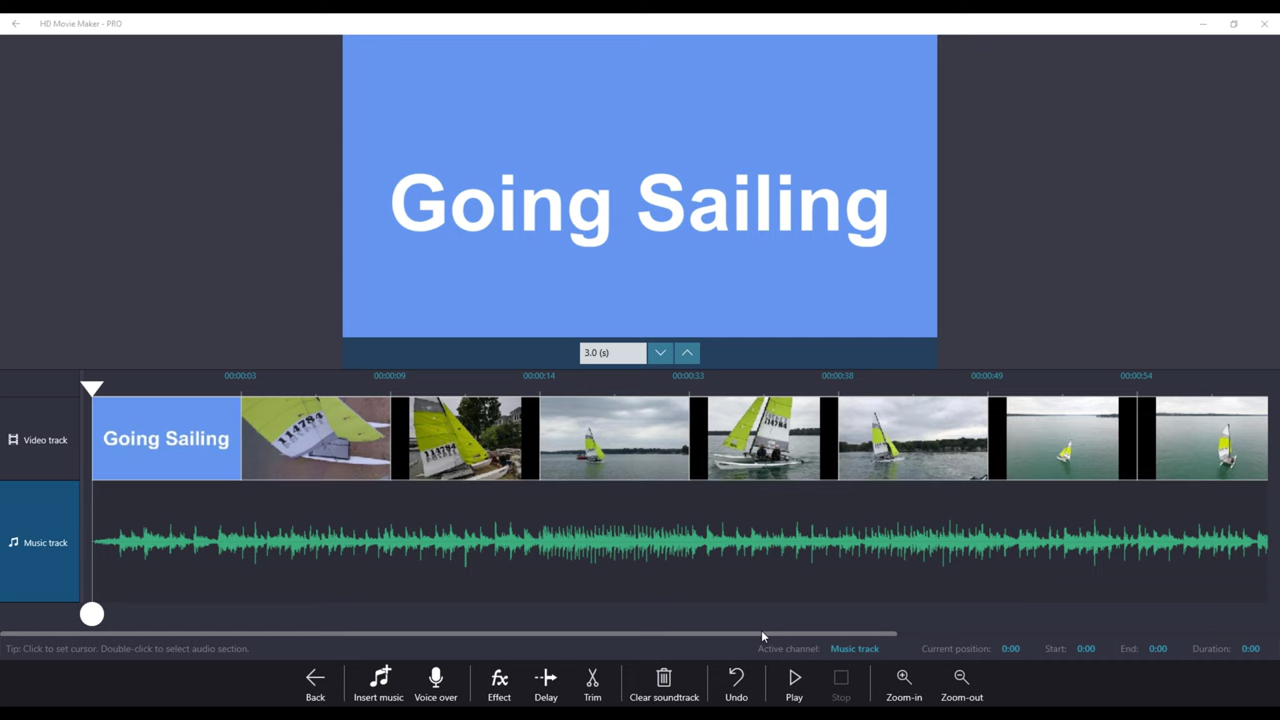 HD Movie Maker - PRO
Going Sailing
3.0 (s)
00:00:03 00:00:09 00:00:14 00:00:33 00:00:38 00:00:49 00:00:54
Video track
Going Sailing
114784
114784
114784
Music track
Tip: Click to set cursor. Double-click to select audio section.
Active channel: Music track Current position: 0:00 Start: 0:00 End: 0:00 Duration: 0:00
Back Insert music Voice over fx Effect Delay Trim Clear soundtrack Undo Play Stop Zoom-in Zoom-out